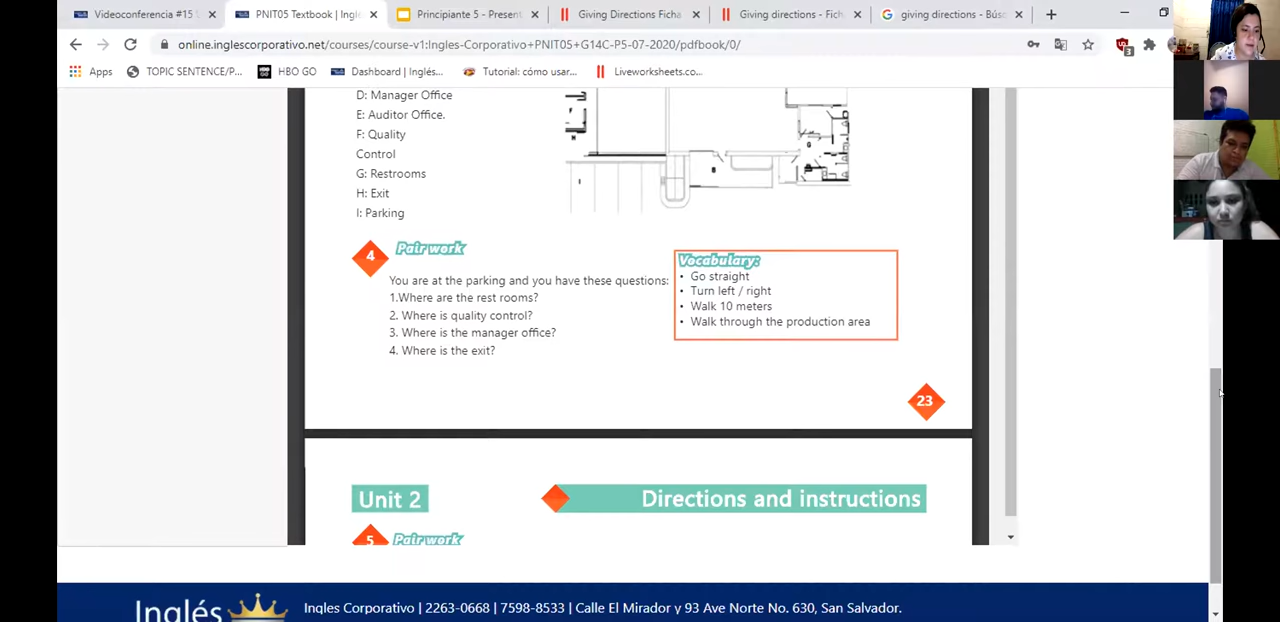 Videoconferencia #15
PNIT05 Textbook | Ingle
Principiante 5 - Present
Giving Directions Ficha
Giving directions - Fich
giving directions - Búsc
online.inglescorporativo.net/courses/course-v1:Ingles-Corporativo+PNIT05+G14C-P5-07-2020/pdfbook/0/
3
Apps
TOPIC SENTENCE/P...
HBO GO
Dashboard | Inglés...
Tutorial: cómo usar...
Liveworksheets.co...
D: Manager Office
E: Auditor Office.
F: Quality
Control
G: Restrooms
H: Exit
I: Parking
4
Pair work
You are at the parking and you have these questions:
1.Where are the rest rooms?
2. Where is quality control?
3. Where is the manager office?
4. Where is the exit?
Vocabulary:
• Go straight
• Turn left / right
• Walk 10 meters
• Walk through the production area
23
Unit 2
Directions and instructions
5
Pair work
Inglés
Ingles Corporativo | 2263-0668 | 7598-8533 | Calle El Mirador y 93 Ave Norte No. 630, San Salvador.